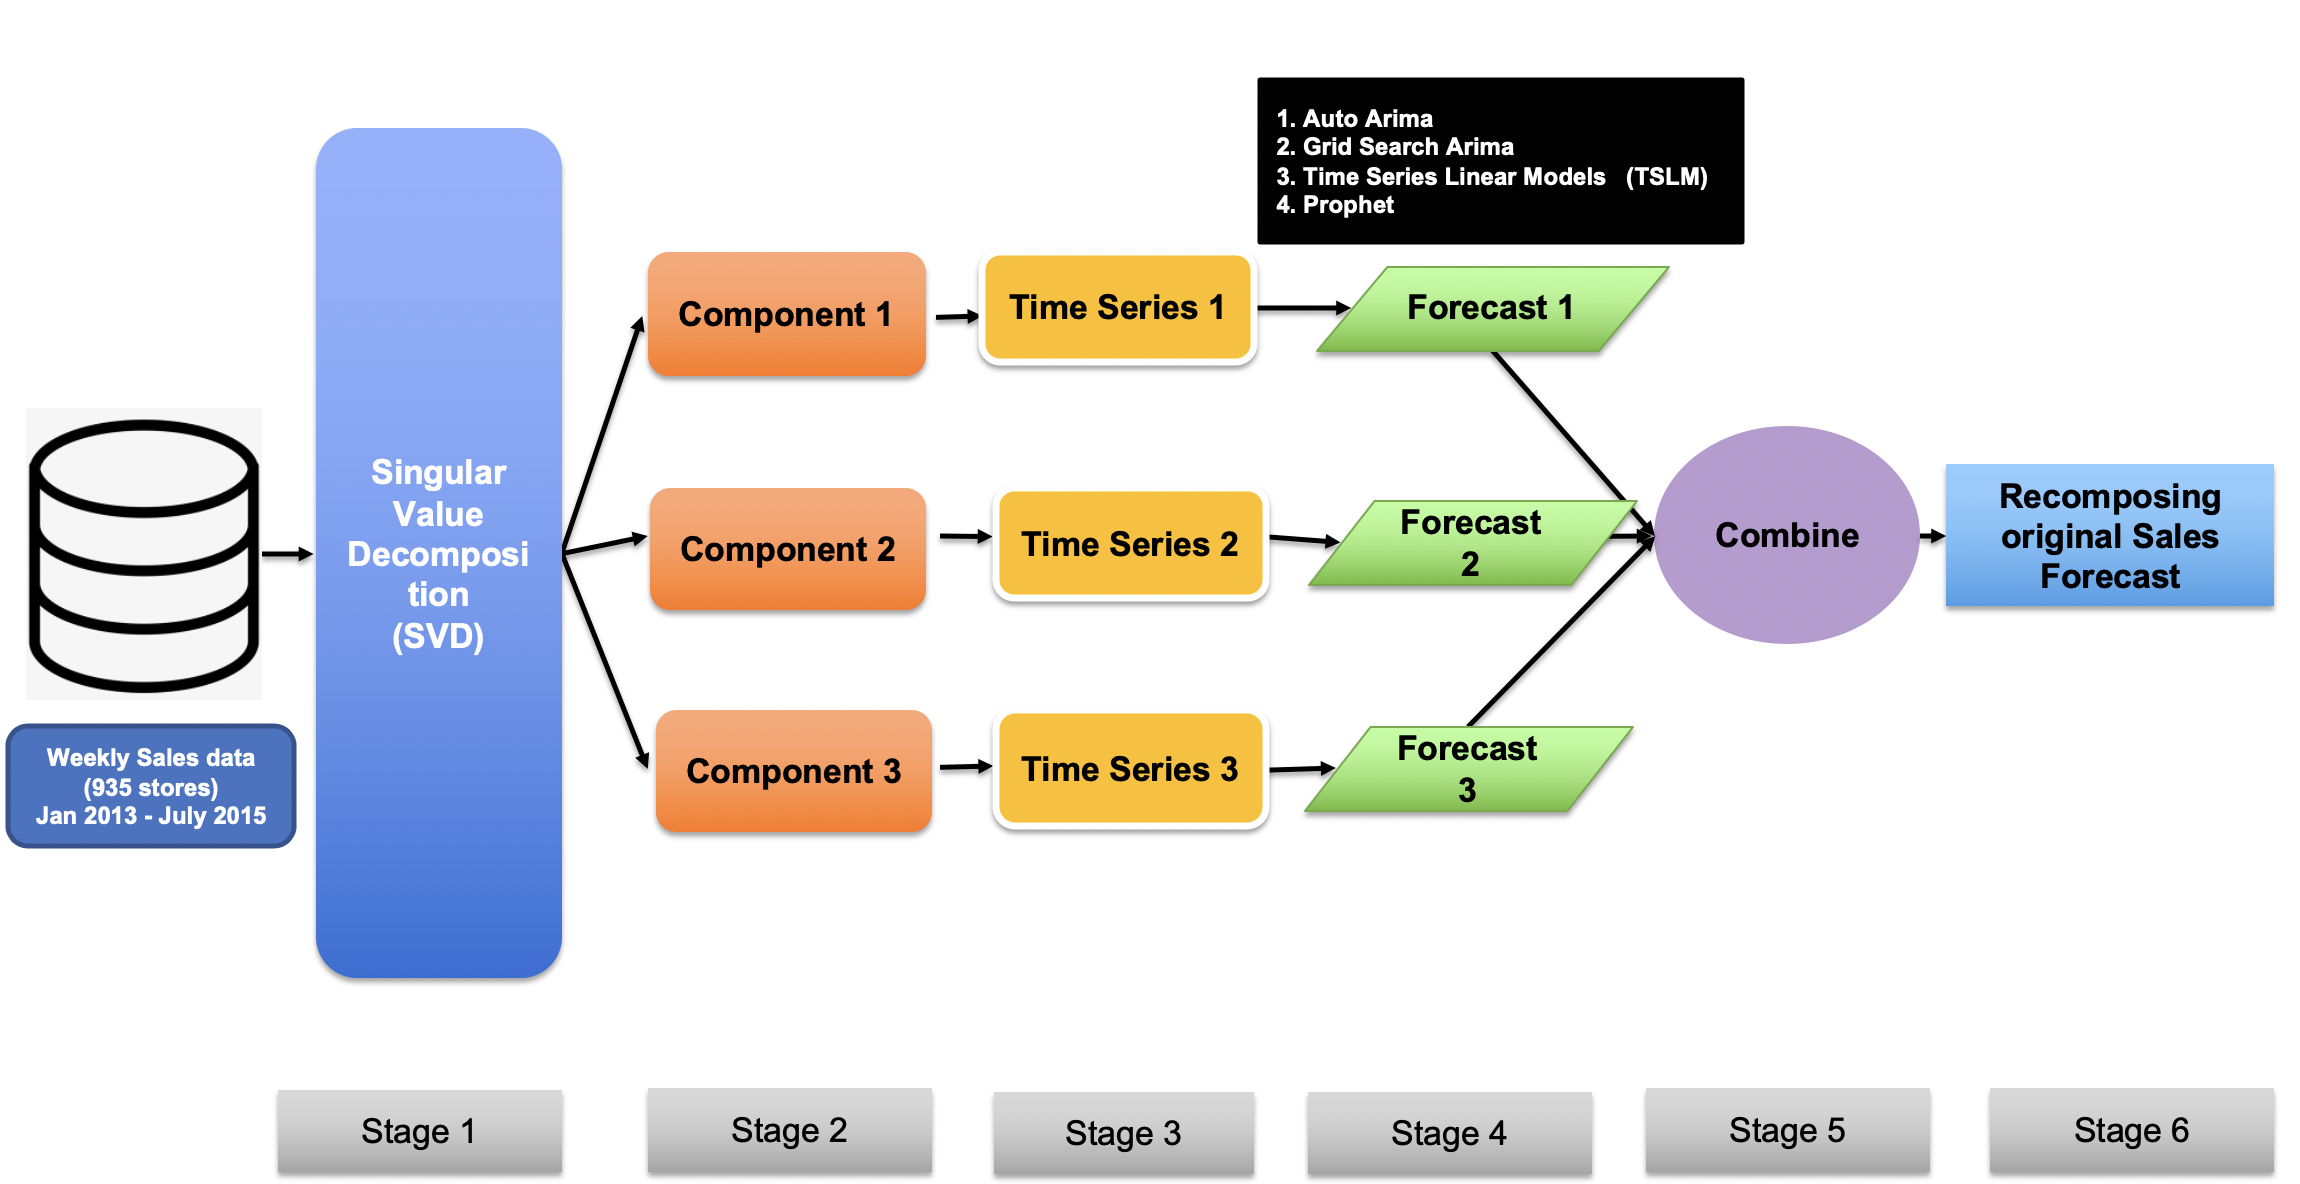 1. Auto Arima
2. Grid Search Arima
3. Time Series Linear Models (TSLM)
4. Prophet
Weekly Sales data
(935 stores)
Jan 2013 - July 2015
Singular
Value
Decomposi
tion
(SVD)
Component 1
Time Series 1
Forecast 1
Component 2
Time Series 2
Forecast
2
Component 3
Time Series 3
Forecast
3
Combine
Recomposing
original Sales
Forecast
Stage 1
Stage 2
Stage 3
Stage 4
Stage 5
Stage 6